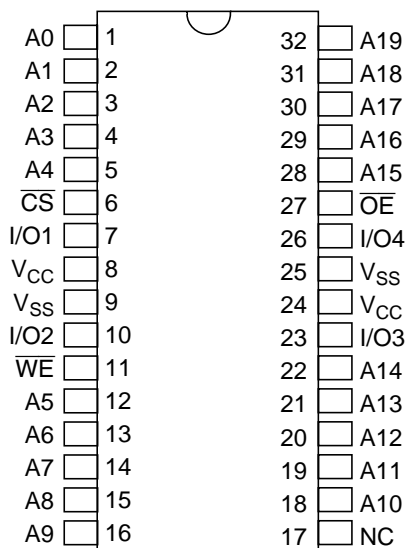 A0 1 32 A19
A1 2 31 A18
A2 3 30 A17
A3 4 29 A16
A4 5 28 A15
C̅S̅ 6 27 O̅E̅
I/O1 7 26 I/O4
VCC 8 25 VSS
VSS 9 24 VCC
I/O2 10 23 I/O3
W̅E̅ 11 22 A14
A5 12 21 A13
A6 13 20 A12
A7 14 19 A11
A8 15 18 A10
A9 16 17 NC